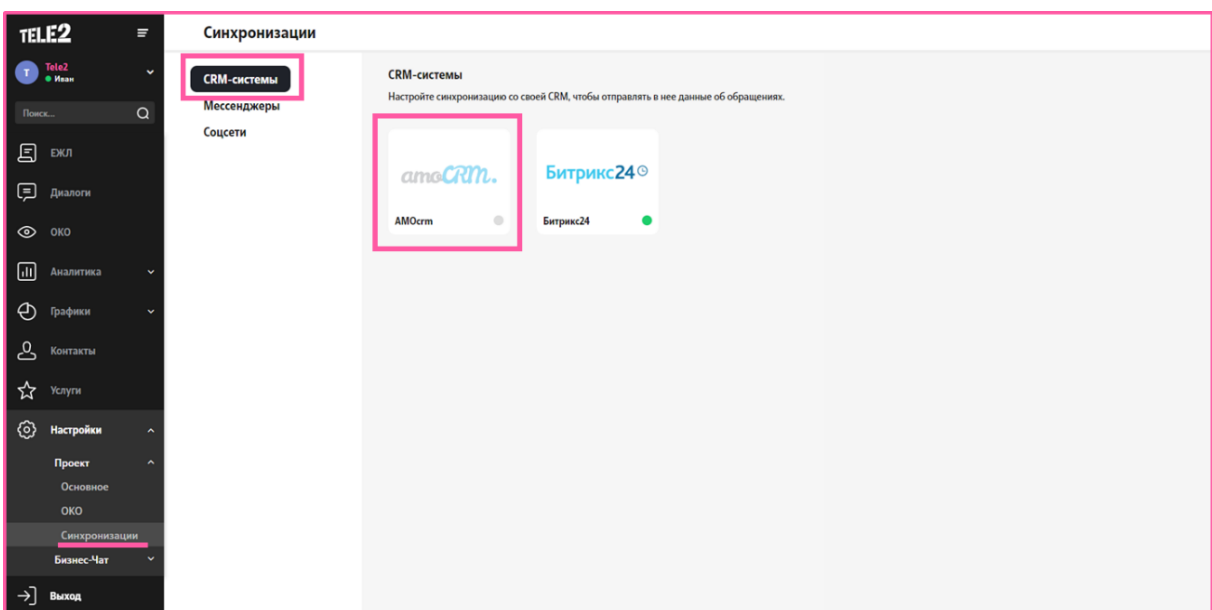 TELE2
Синхронизации
T
Tele2
Иван
Поиск...
ЕЖЛ
Диалоги
ОКО
Аналитика
Графики
Контакты
Услуги
Настройки
Проект
Основное
ОКО
Синхронизации
Бизнес-Чат
Выход
CRM-системы
Мессенджеры
Соцсети
CRM-системы
Настройте синхронизацию со своей CRM, чтобы отправлять в нее данные об обращениях.
amoCRM.
AMOcrm
Битрикс24
Битрикс24